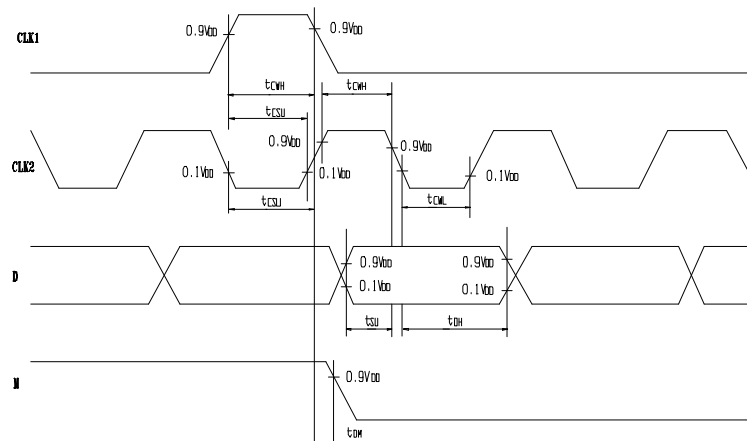 CLK1
0.9VDD 0.9VDD
tCWH tCWH
tCSU
CLK2
0.9VDD 0.9VDD
0.1VDD 0.1VDD 0.1VDD
tCSU tCWL
D
0.9VDD 0.9VDD
0.1VDD 0.1VDD
tSU tDH
M
0.9VDD
tDM